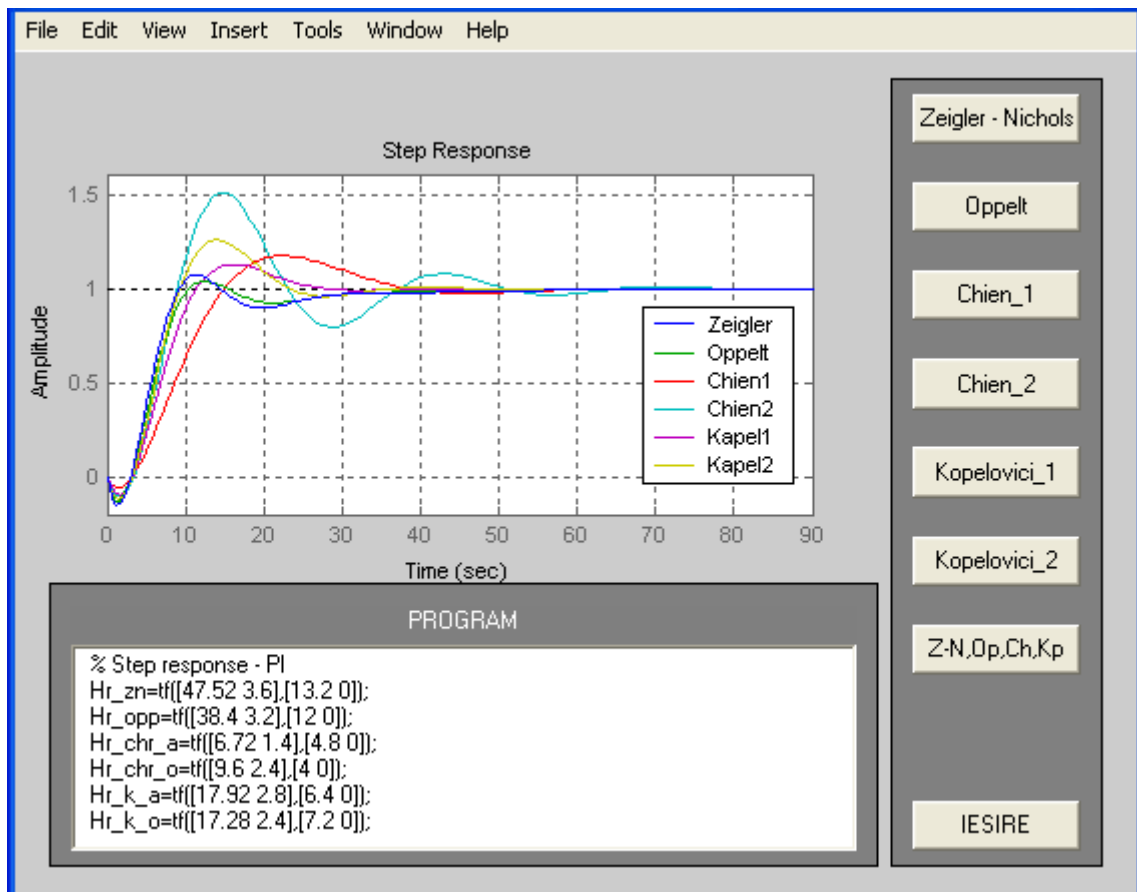 File Edit View Insert Tools Window Help
Step Response
Amplitude
1.5
1
0.5
0
0 10 20 30 40 50 60 70 80 90
Time (sec)
Zeigler
Oppelt
Chien1
Chien2
Kapel1
Kapel2
PROGRAM
% Step response - PI
Hr_zn=tf([47.52 3.6],[13.2 0]);
Hr_opp=tf([38.4 3.2],[12 0]);
Hr_chr_a=tf([6.72 1.4],[4.8 0]);
Hr_chr_o=tf([9.6 2.4],[4 0]);
Hr_k_a=tf([17.92 2.8],[6.4 0]);
Hr_k_o=tf([17.28 2.4],[7.2 0]);
Zeigler - Nichols
Oppelt
Chien_1
Chien_2
Kopelovici_1
Kopelovici_2
Z-N,Op,Ch,Kp
IESIRE